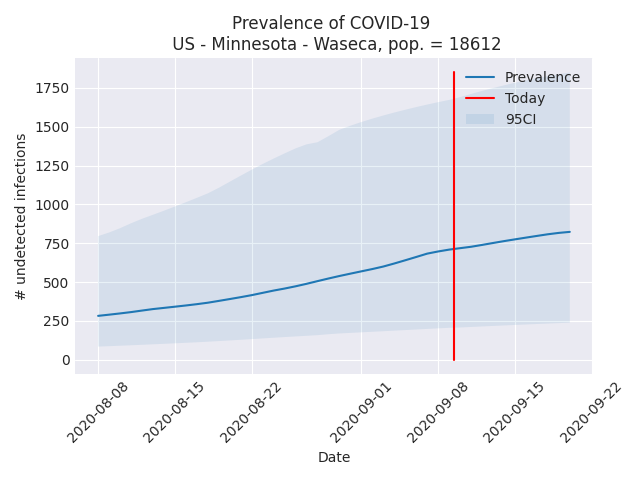 Prevalence of COVID-19
US - Minnesota - Waseca, pop. = 18612
Prevalence
Today
95CI
1750
1500
1250
1000
750
500
250
0
# undetected infections
2020-08-08
2020-08-15
2020-08-22
2020-09-01
2020-09-08
2020-09-15
2020-09-22
Date